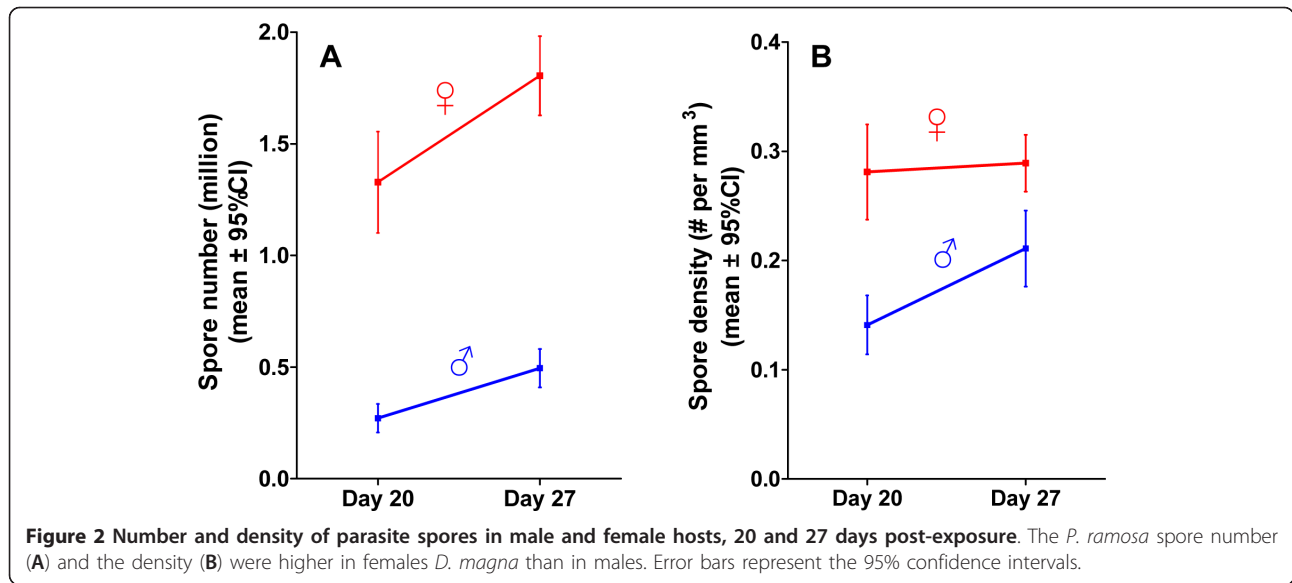 A
2.0
1.5
1.0
0.5
0.0
Spore number (million)
(mean ± 95%CI)
♀
♂
Day 20
Day 27
B
0.4
0.3
0.2
0.1
0.0
Spore density (# per mm³)
(mean ± 95%CI)
♀
♂
Day 20
Day 27
Figure 2 Number and density of parasite spores in male and female hosts, 20 and 27 days post-exposure. The P. ramosa spore number
(A) and the density (B) were higher in females D. magna than in males. Error bars represent the 95% confidence intervals.